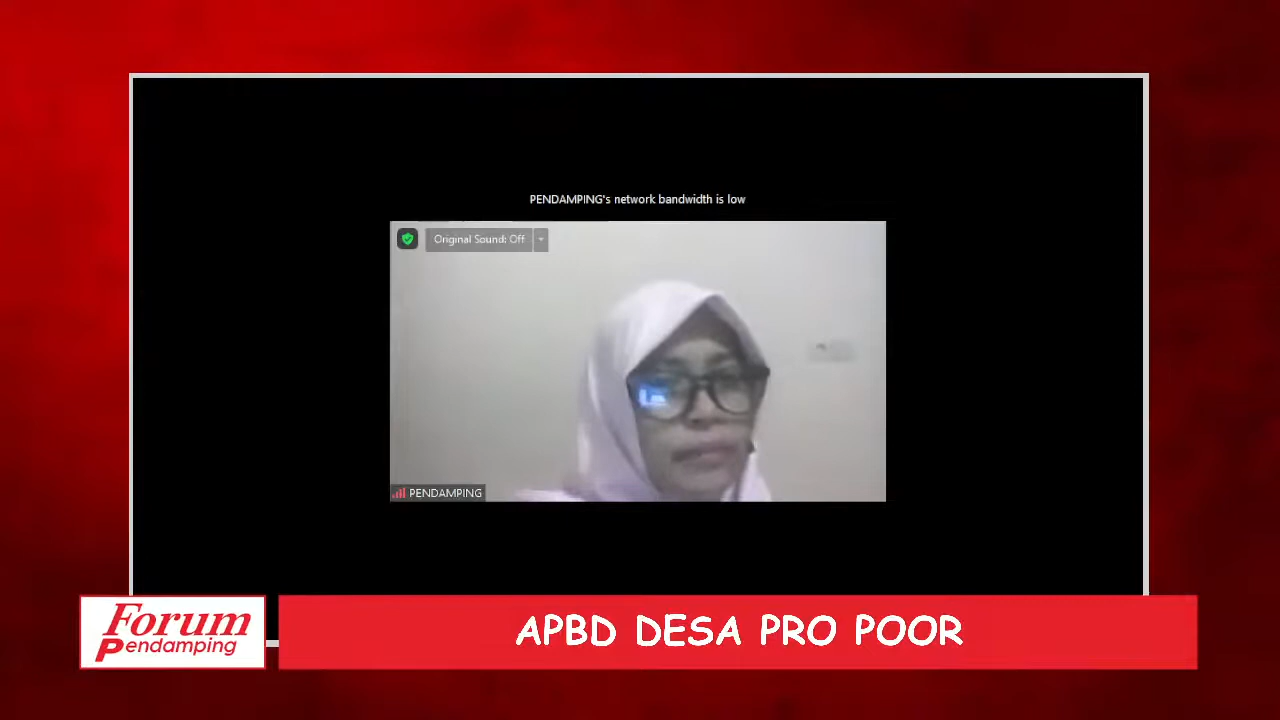 PENDAMPING's network bandwidth is low
Original Sound: Off
PENDAMPING
Forum
Pendamping
APBD DESA PRO POOR